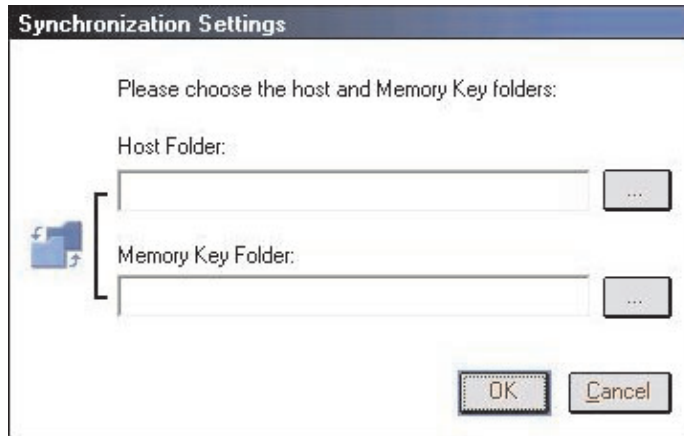 Synchronization Settings
Please choose the host and Memory Key folders:
Host Folder:
...
Memory Key Folder:
...
OK Cancel